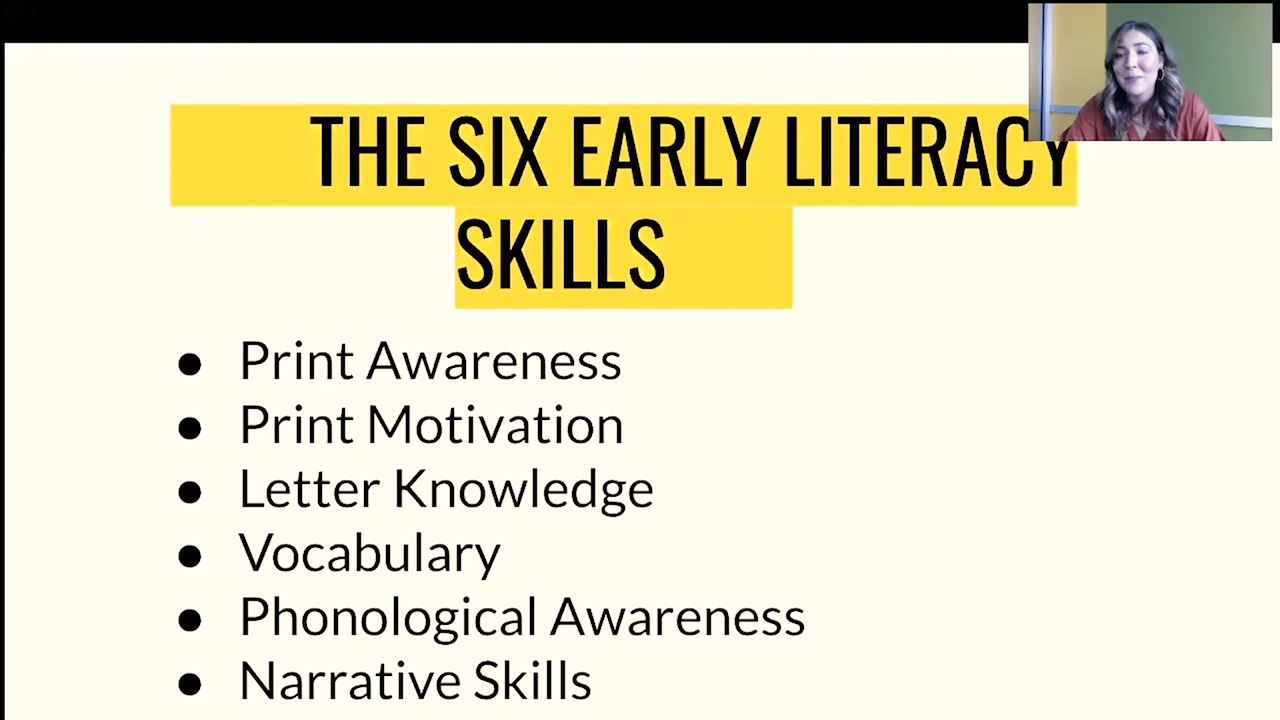 THE SIX EARLY LITERACY
SKILLS
● Print Awareness
● Print Motivation
● Letter Knowledge
● Vocabulary
● Phonological Awareness
● Narrative Skills